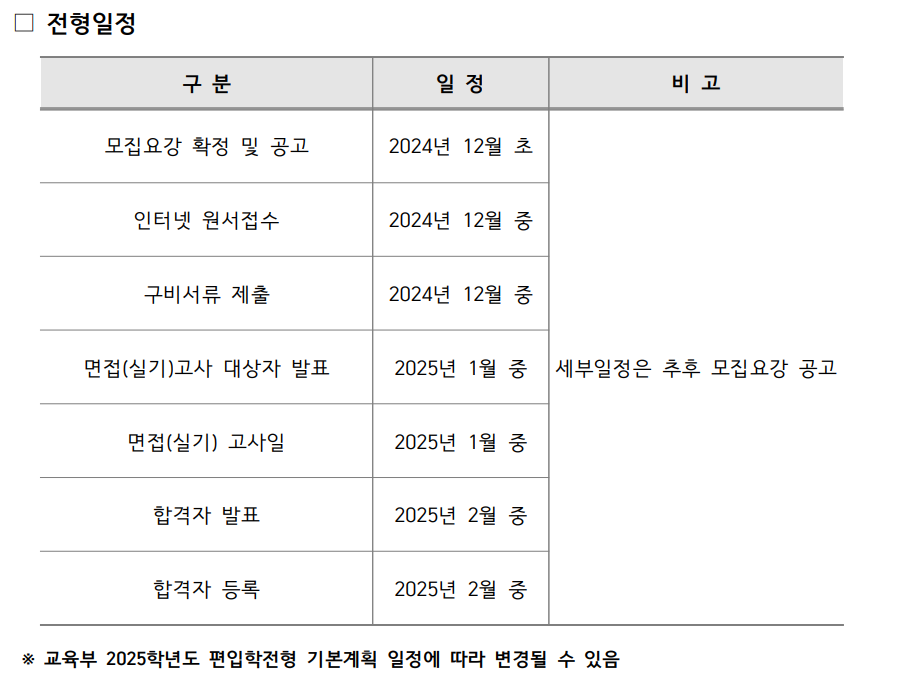 □ 전형일정
구 분 일 정 비 고
모집요강 확정 및 공고 2024년 12월 초
인터넷 원서접수 2024년 12월 중
구비서류 제출 2024년 12월 중
면접(실기)고사 대상자 발표 2025년 1월 중 세부일정은 추후 모집요강 공고
면접(실기) 고사일 2025년 1월 중
합격자 발표 2025년 2월 중
합격자 등록 2025년 2월 중
※ 교육부 2025학년도 편입학전형 기본계획 일정에 따라 변경될 수 있음